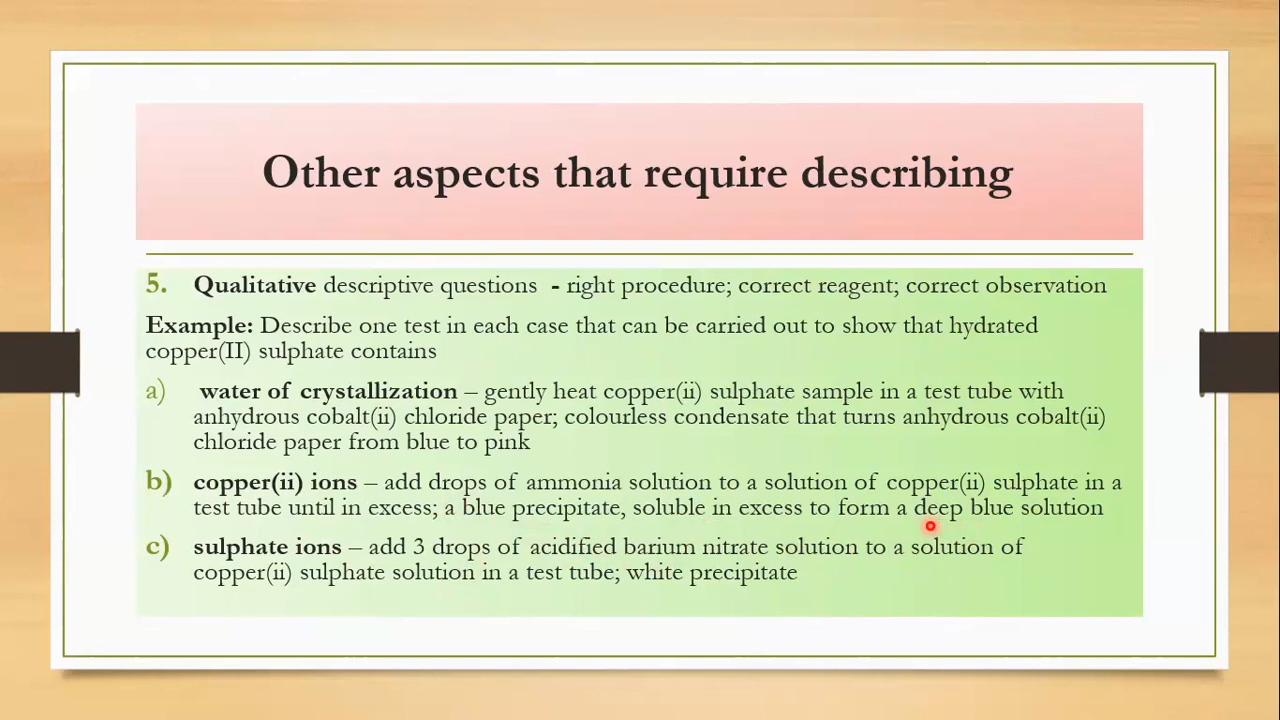 Other aspects that require describing
5. Qualitative descriptive questions - right procedure; correct reagent; correct observation
Example: Describe one test in each case that can be carried out to show that hydrated
copper(II) sulphate contains
a) water of crystallization – gently heat copper(ii) sulphate sample in a test tube with
anhydrous cobalt(ii) chloride paper; colourless condensate that turns anhydrous cobalt(ii)
chloride paper from blue to pink
b) copper(ii) ions – add drops of ammonia solution to a solution of copper(ii) sulphate in a
test tube until in excess; a blue precipitate, soluble in excess to form a deep blue solution
c) sulphate ions – add 3 drops of acidified barium nitrate solution to a solution of
copper(ii) sulphate solution in a test tube; white precipitate